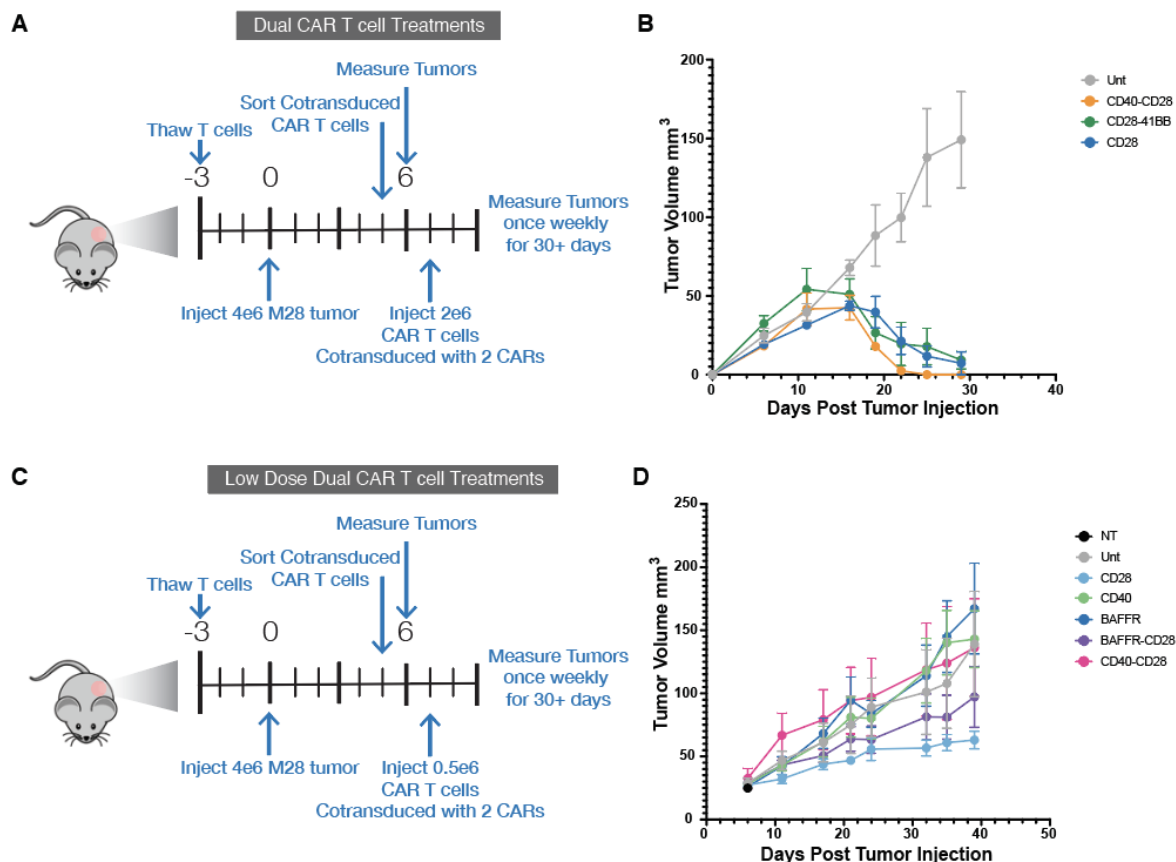 A
Dual CAR T cell Treatments
Measure Tumors
Sort Cotransduced
CAR T cells
Thaw T cells
-3
0
6
Measure Tumors
once weekly
for 30+ days
Inject 4e6 M28 tumor
Inject 2e6
CAR T cells
Cotransduced with 2 CARs
B
200
150
100
50
0
0
10
20
30
40
Tumor Volume mm³
Days Post Tumor Injection
Unt
CD40-CD28
CD28-41BB
CD28
C
Low Dose Dual CAR T cell Treatments
Measure Tumors
Sort Cotransduced
CAR T cells
Thaw T cells
-3
0
6
Measure Tumors
once weekly
for 30+ days
Inject 4e6 M28 tumor
Inject 0.5e6
CAR T cells
Cotransduced with 2 CARs
D
250
200
150
100
50
0
0
10
20
30
40
50
Tumor Volume mm³
Days Post Tumor Injection
NT
Unt
CD28
CD40
BAFFR
BAFFR-CD28
CD40-CD28